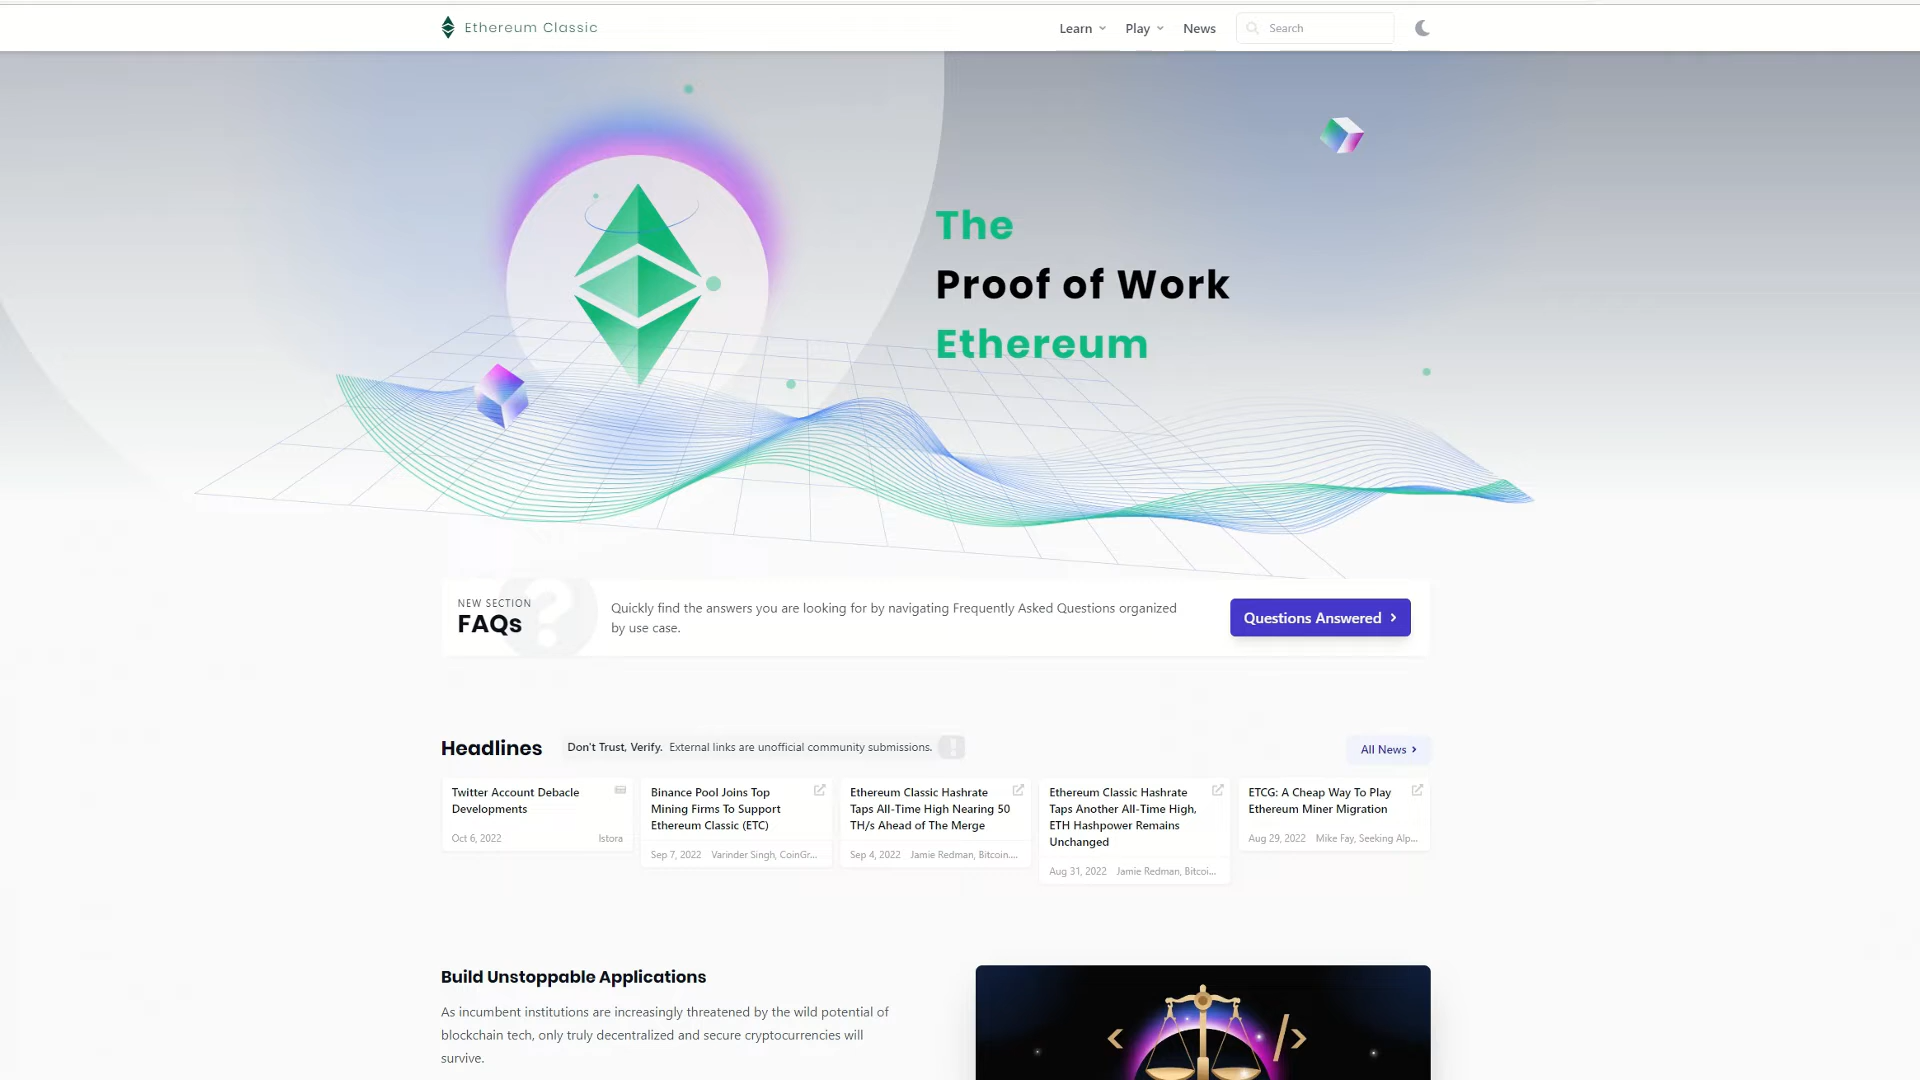 Ethereum Classic
Learn
Play
News
Search
The
Proof of Work
Ethereum
NEW SECTION
FAQs
Quickly find the answers you are looking for by navigating Frequently Asked Questions organized
by use case.
Questions Answered
Headlines
Don't Trust, Verify. External links are unofficial community submissions.
All News
Twitter Account Debacle
Developments
Oct 6, 2022 Istora
Binance Pool Joins Top
Mining Firms To Support
Ethereum Classic (ETC)
Sep 7, 2022 Varinder Singh, CoinGr...
Ethereum Classic Hashrate
Taps All-Time High Nearing 50
TH/s Ahead of The Merge
Sep 4, 2022 Jamie Redman, Bitcoin....
Ethereum Classic Hashrate
Taps Another All-Time High,
ETH Hashpower Remains
Unchanged
Aug 31, 2022 Jamie Redman, Bitcoi...
ETCG: A Cheap Way To Play
Ethereum Miner Migration
Aug 29, 2022 Mike Fay, Seeking Alp...
Build Unstoppable Applications
As incumbent institutions are increasingly threatened by the wild potential of
blockchain tech, only truly decentralized and secure cryptocurrencies will
survive.